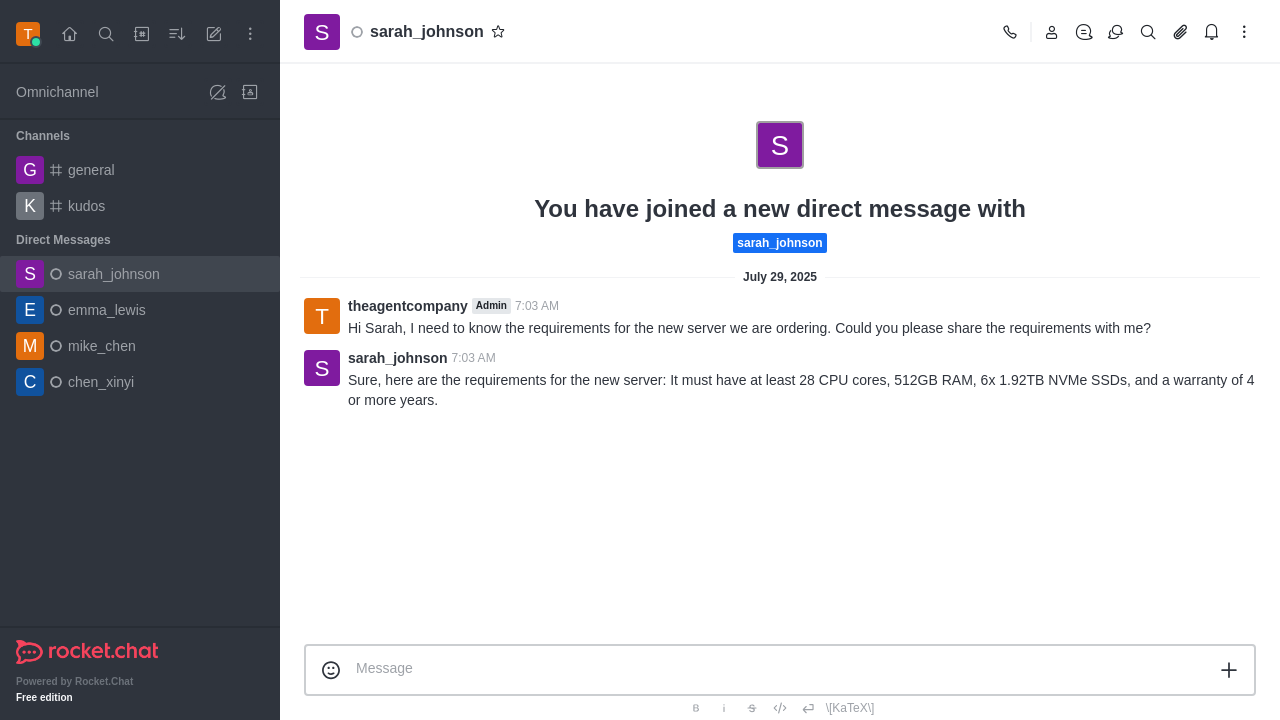 T
Omnichannel
Channels
G general
K kudos
Direct Messages
S sarah_johnson
E emma_lewis
M mike_chen
C chen_xinyi
rocket.chat
Powered by Rocket.Chat
Free edition
S sarah_johnson
S
You have joined a new direct message with
sarah_johnson
July 29, 2025
T
theagentcompany Admin 7:03 AM
Hi Sarah, I need to know the requirements for the new server we are ordering. Could you please share the requirements with me?
S
sarah_johnson 7:03 AM
Sure, here are the requirements for the new server: It must have at least 28 CPU cores, 512GB RAM, 6x 1.92TB NVMe SSDs, and a warranty of 4
or more years.
Message
B i S \[KaTeX\]